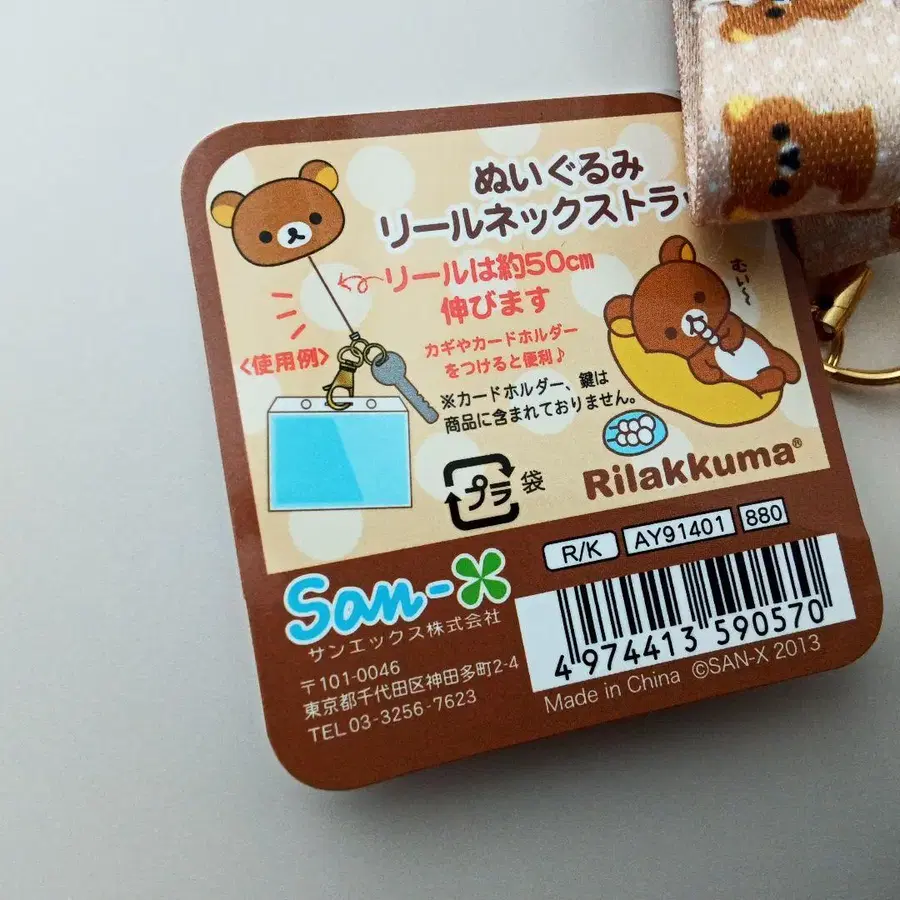 ぬいぐるみ
リールネックストラッ
リールは約50cm
伸びます
カギやカードホルダー
をつけると便利♪
<使用例>
※カードホルダー、鍵は
商品に含まれておりません。
むい〜
プラ 袋
Rilakkuma®
R/K AY91401 880
San-X
サンエックス株式会社
〒101-0046
東京都千代田区神田多町2-4
TEL 03-3256-7623
4 974413 590570
Made in China ©SAN-X 2013